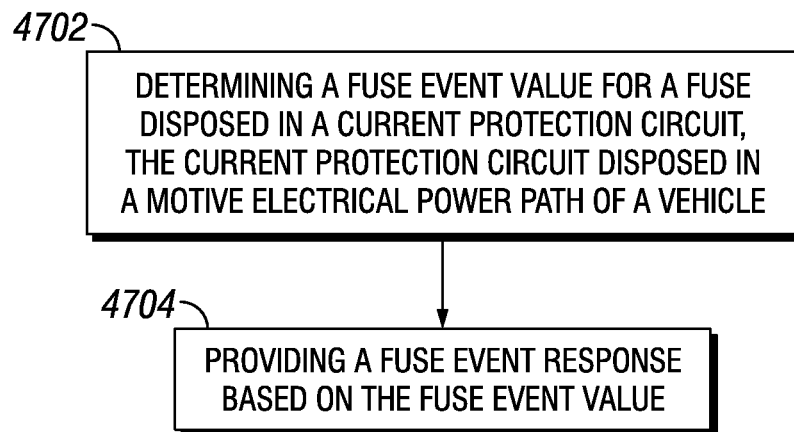 4702
DETERMINING A FUSE EVENT VALUE FOR A FUSE
DISPOSED IN A CURRENT PROTECTION CIRCUIT,
THE CURRENT PROTECTION CIRCUIT DISPOSED IN
A MOTIVE ELECTRICAL POWER PATH OF A VEHICLE
4704
PROVIDING A FUSE EVENT RESPONSE
BASED ON THE FUSE EVENT VALUE